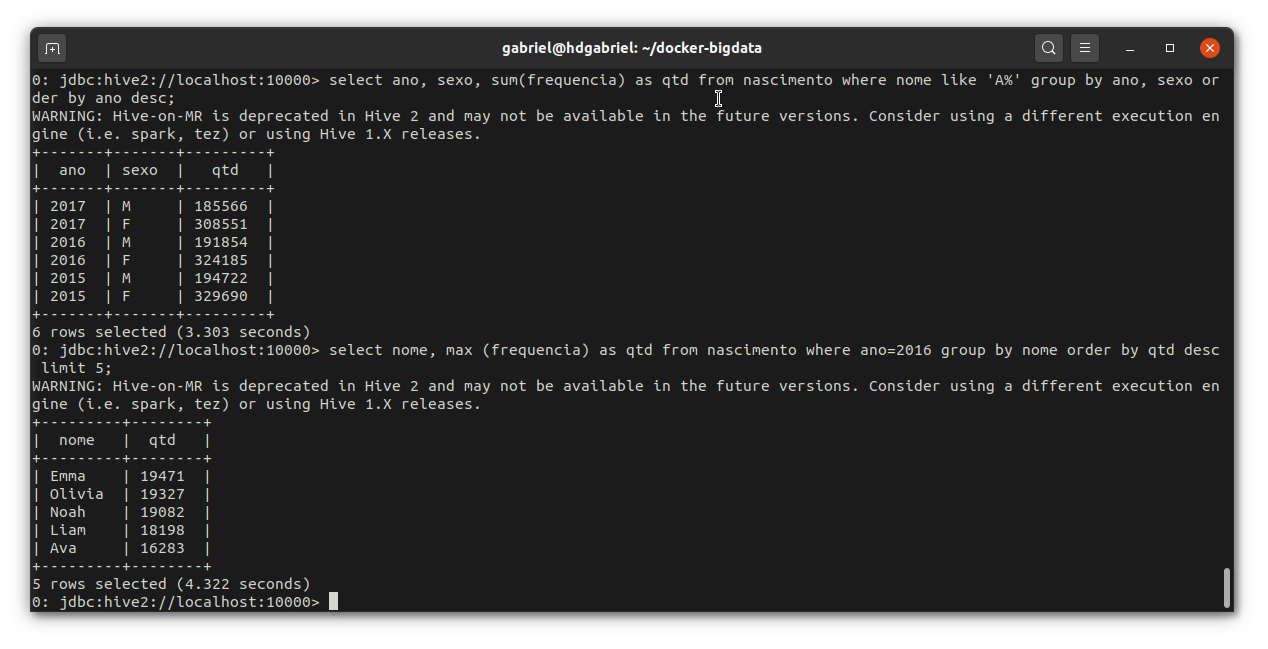 gabriel@hdgabriel: ~/docker-bigdata
0: jdbc:hive2://localhost:10000> select ano, sexo, sum(frequencia) as qtd from nascimento where nome like 'A%' group by ano, sexo or
der by ano desc;
WARNING: Hive-on-MR is deprecated in Hive 2 and may not be available in the future versions. Consider using a different execution en
gine (i.e. spark, tez) or using Hive 1.X releases.
+-------+-------+---------+
|  ano  | sexo  |   qtd   |
+-------+-------+---------+
| 2017  | M     | 185566  |
| 2017  | F     | 308551  |
| 2016  | M     | 191854  |
| 2016  | F     | 324185  |
| 2015  | M     | 194722  |
| 2015  | F     | 329690  |
+-------+-------+---------+
6 rows selected (3.303 seconds)
0: jdbc:hive2://localhost:10000> select nome, max (frequencia) as qtd from nascimento where ano=2016 group by nome order by qtd desc
 limit 5;
WARNING: Hive-on-MR is deprecated in Hive 2 and may not be available in the future versions. Consider using a different execution en
gine (i.e. spark, tez) or using Hive 1.X releases.
+---------+--------+
|  nome   |  qtd   |
+---------+--------+
| Emma    | 19471  |
| Olivia  | 19327  |
| Noah    | 19082  |
| Liam    | 18198  |
| Ava     | 16283  |
+---------+--------+
5 rows selected (4.322 seconds)
0: jdbc:hive2://localhost:10000>